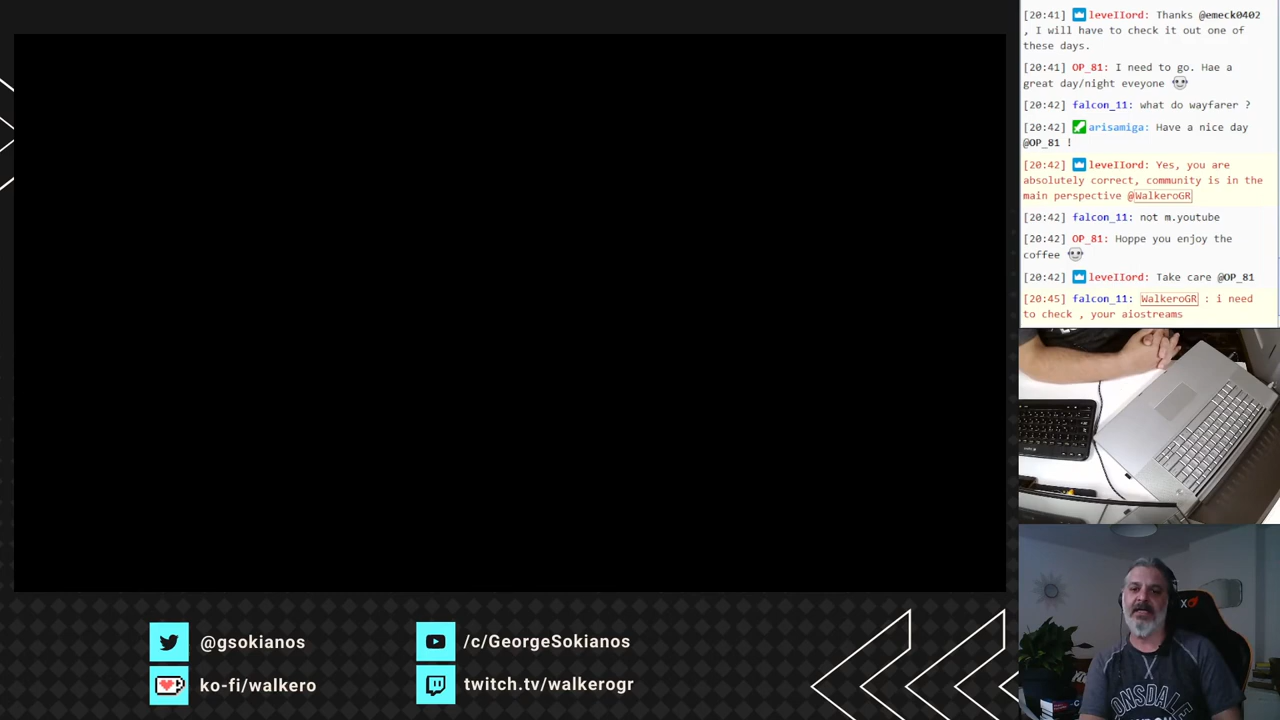 [20:41] leveIIord: Thanks @emeck0402
, I will have to check it out one of
these days.
[20:41] OP_81: I need to go. Hae a
great day/night eveyone
[20:42] falcon_11: what do wayfarer ?
[20:42] arisamiga: Have a nice day
@OP_81 !
[20:42] leveIIord: Yes, you are
absolutely correct, community is in the
main perspective @WalkeroGR
[20:42] falcon_11: not m.youtube
[20:42] OP_81: Hoppe you enjoy the
coffee
[20:42] leveIIord: Take care @OP_81
[20:45] falcon_11: WalkeroGR : i need
to check , your aiostreams
@gsokianos
/c/GeorgeSokianos
ko-fi/walkero
twitch.tv/walkerogr